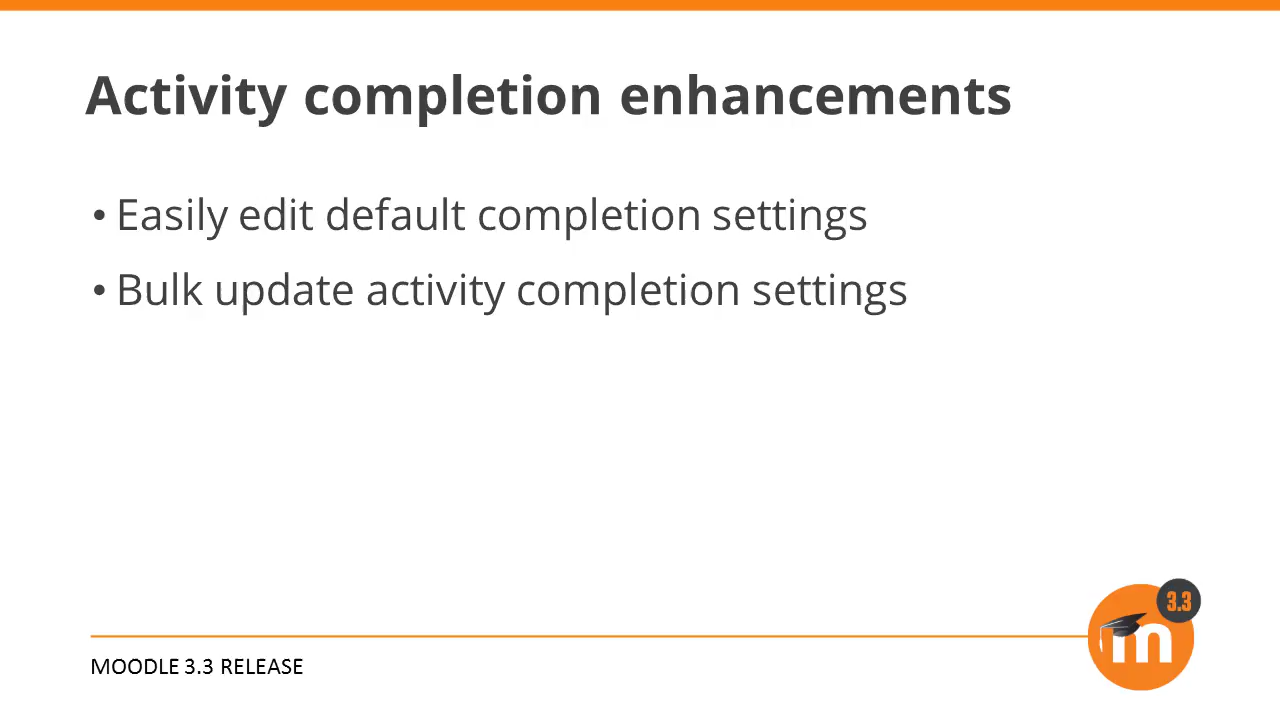 Activity completion enhancements
• Easily edit default completion settings
• Bulk update activity completion settings
3.3
m
MOODLE 3.3 RELEASE